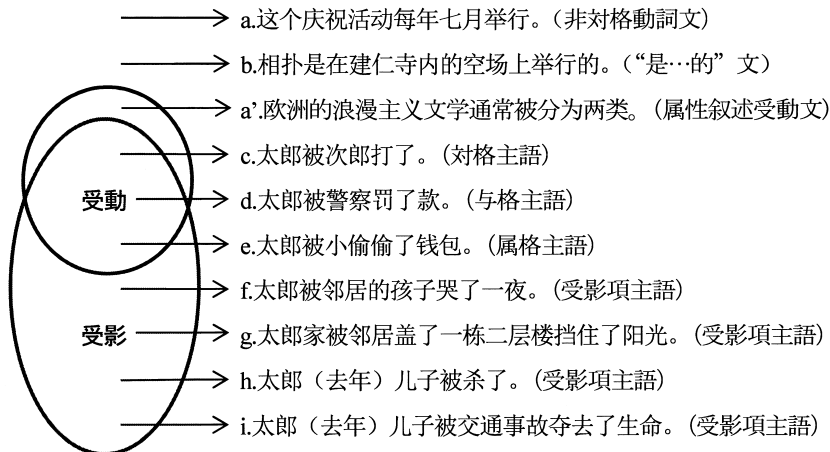 a.这个庆祝活动每年七月举行。（非対格動詞文）
b.相扑是在建仁寺内的空场上举行的。（“是…的”文）
a’.欧洲的浪漫主义文学通常被分为两类。（属性叙述受動文）
c.太郎被次郎打了。（対格主語）
受動 d.太郎被警察罚了款。（与格主語）
e.太郎被小偷偷了钱包。（属格主語）
f.太郎被邻居的孩子哭了一夜。（受影項主語）
受影 g.太郎家被邻居盖了一栋二层楼挡住了阳光。（受影項主語）
h.太郎（去年）儿子被杀了。（受影項主語）
i.太郎（去年）儿子被交通事故夺去了生命。（受影項主語）